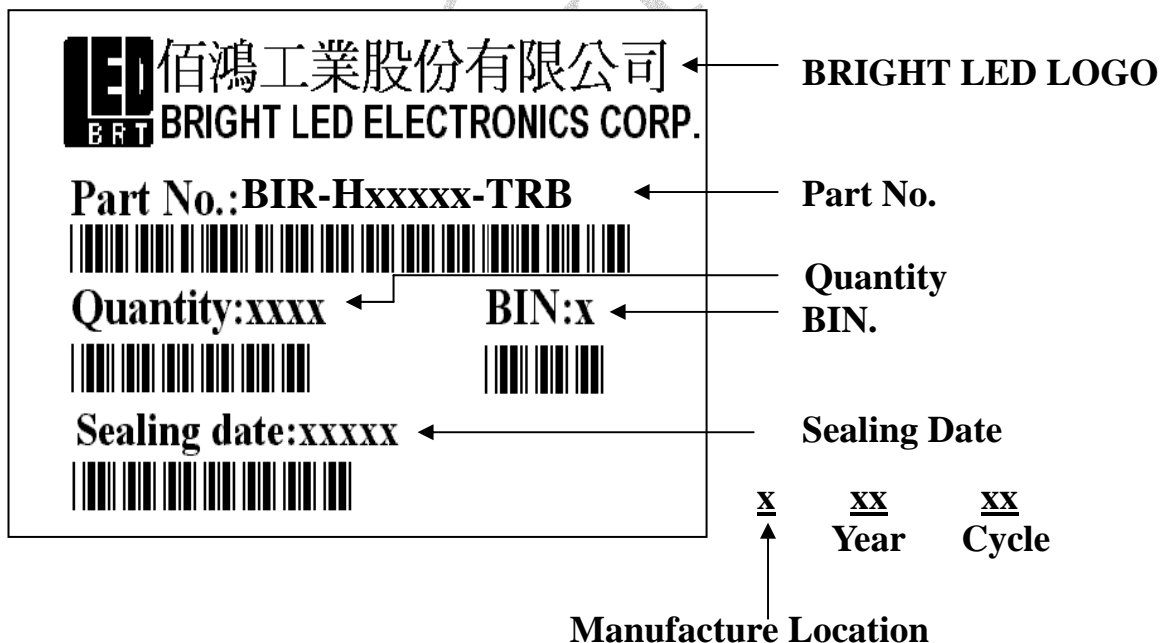 LED 佰鴻工業股份有限公司 BRIGHT LED LOGO
BRT BRIGHT LED ELECTRONICS CORP.
Part No.:BIR-Hxxxxx-TRB Part No.
Quantity
Quantity:xxxx BIN:x BIN.
Sealing date:xxxxx Sealing Date
x xx xx
Year Cycle
Manufacture Location